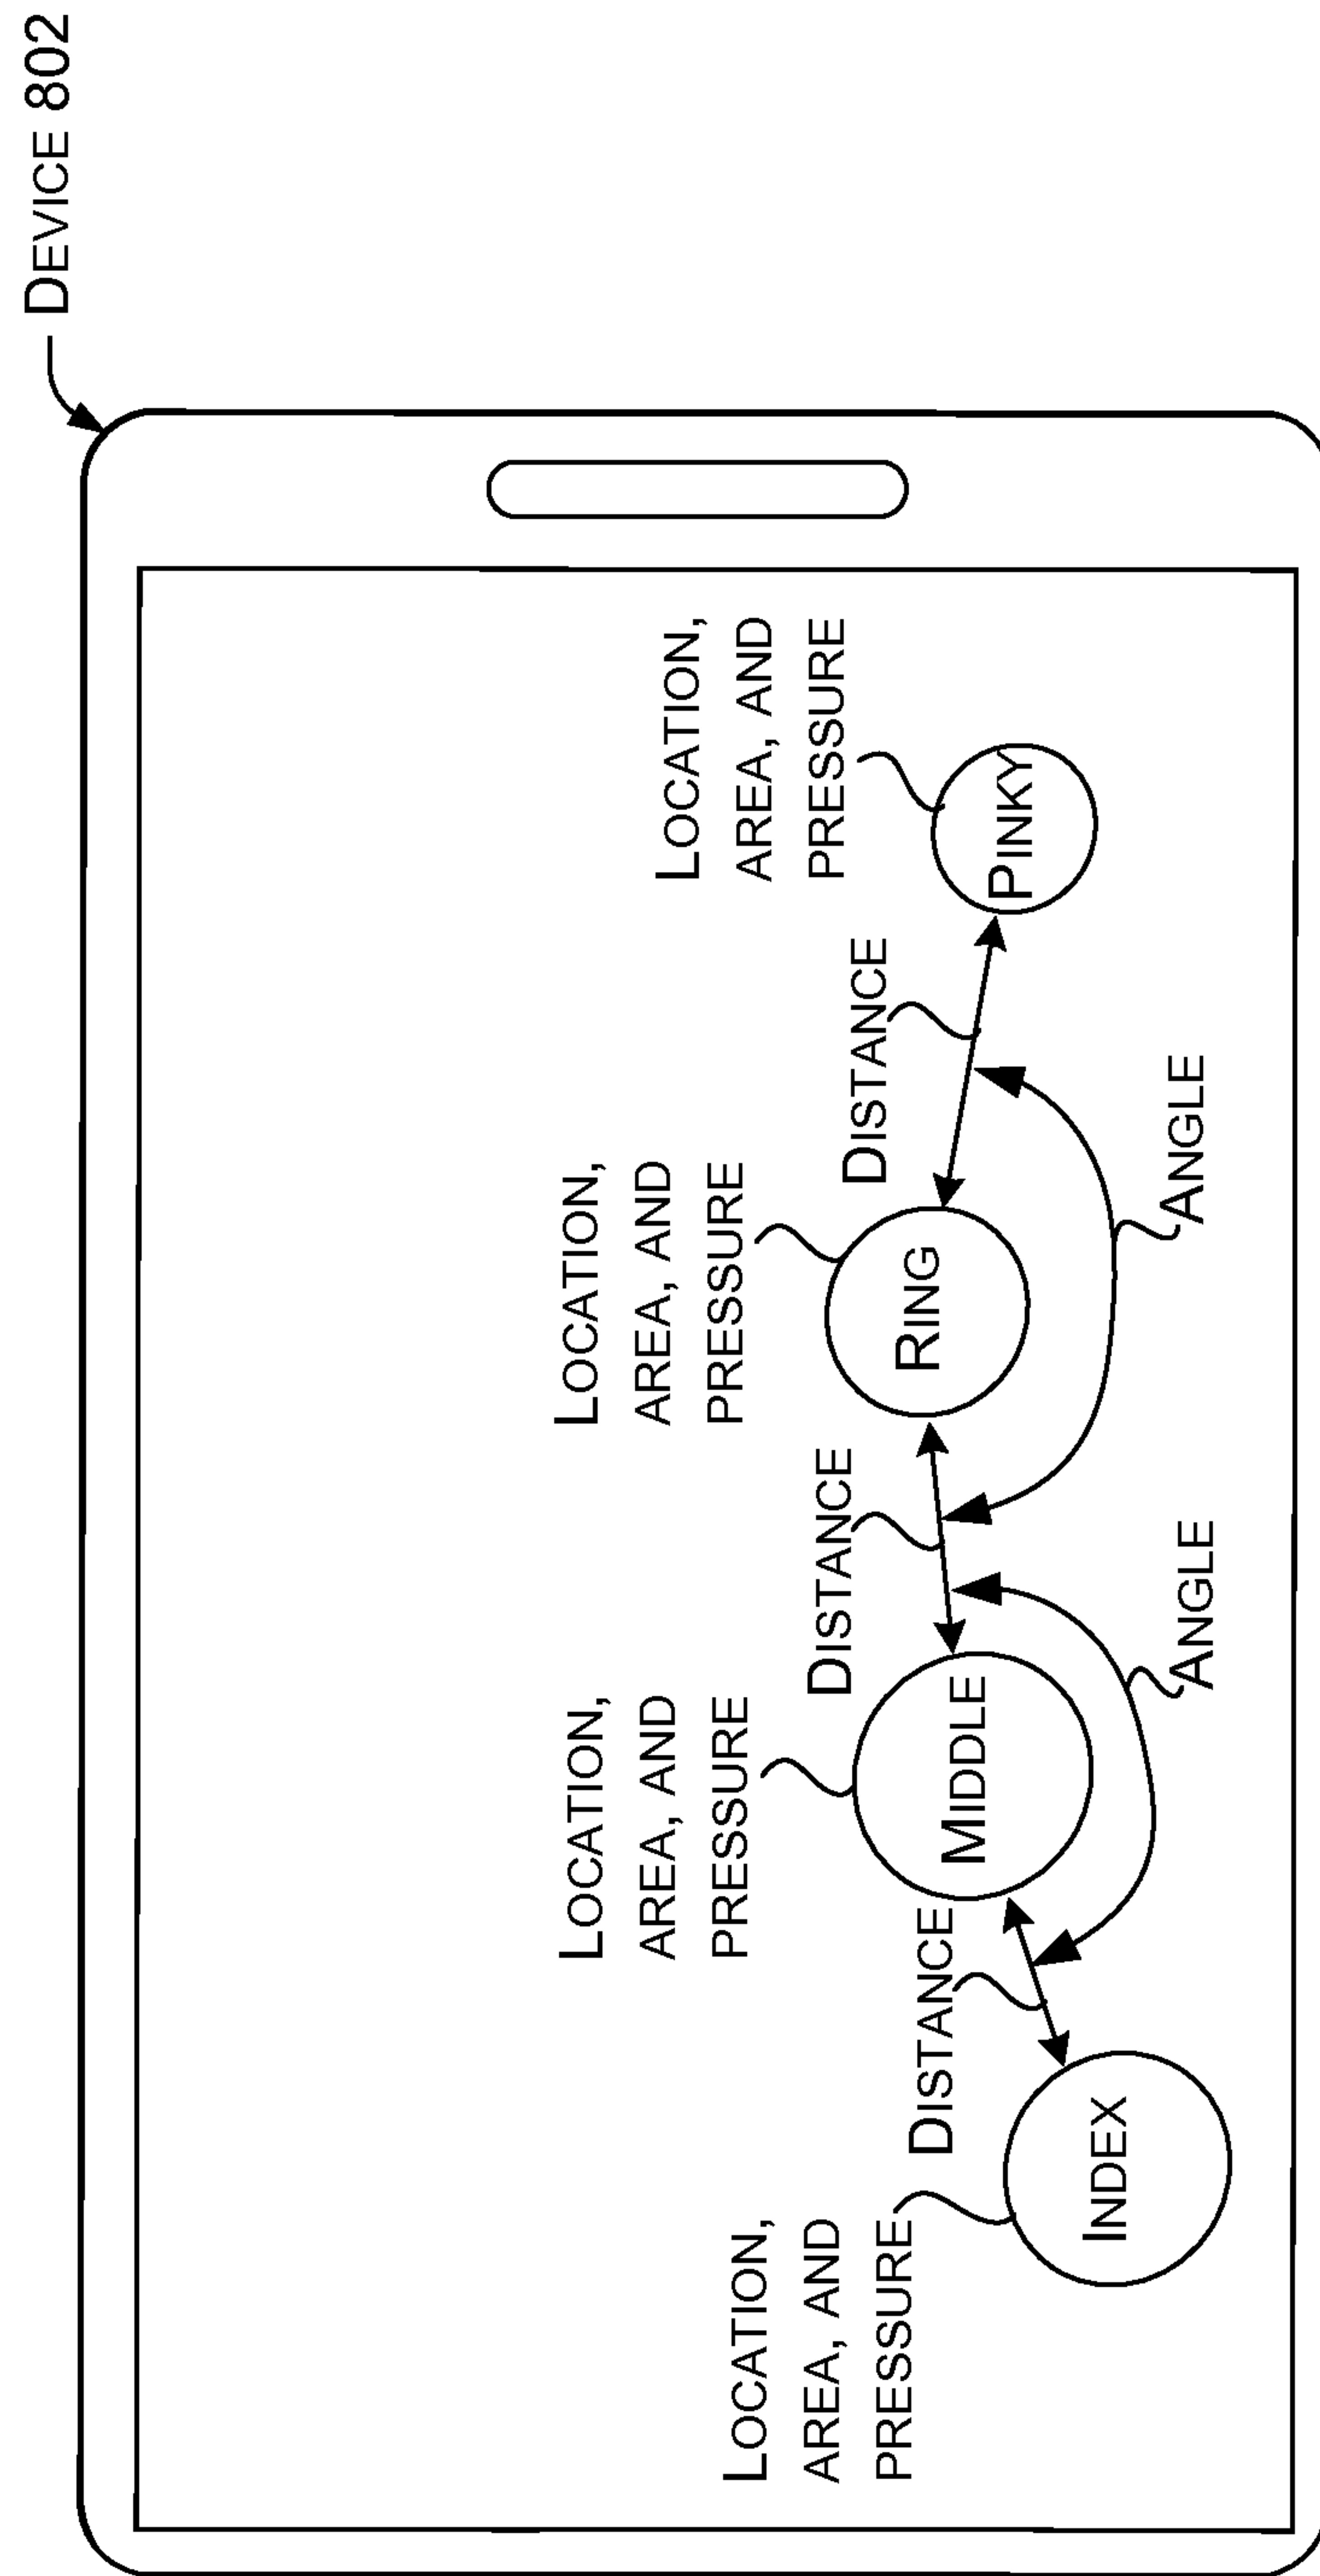 DEVICE 802
LOCATION,
AREA, AND
PRESSURE
LOCATION,
AREA, AND
PRESSURE
LOCATION,
AREA, AND
PRESSURE
LOCATION,
AREA, AND
PRESSURE
DISTANCE
DISTANCE
DISTANCE
INDEX
MIDDLE
RING
PINKY
ANGLE
ANGLE